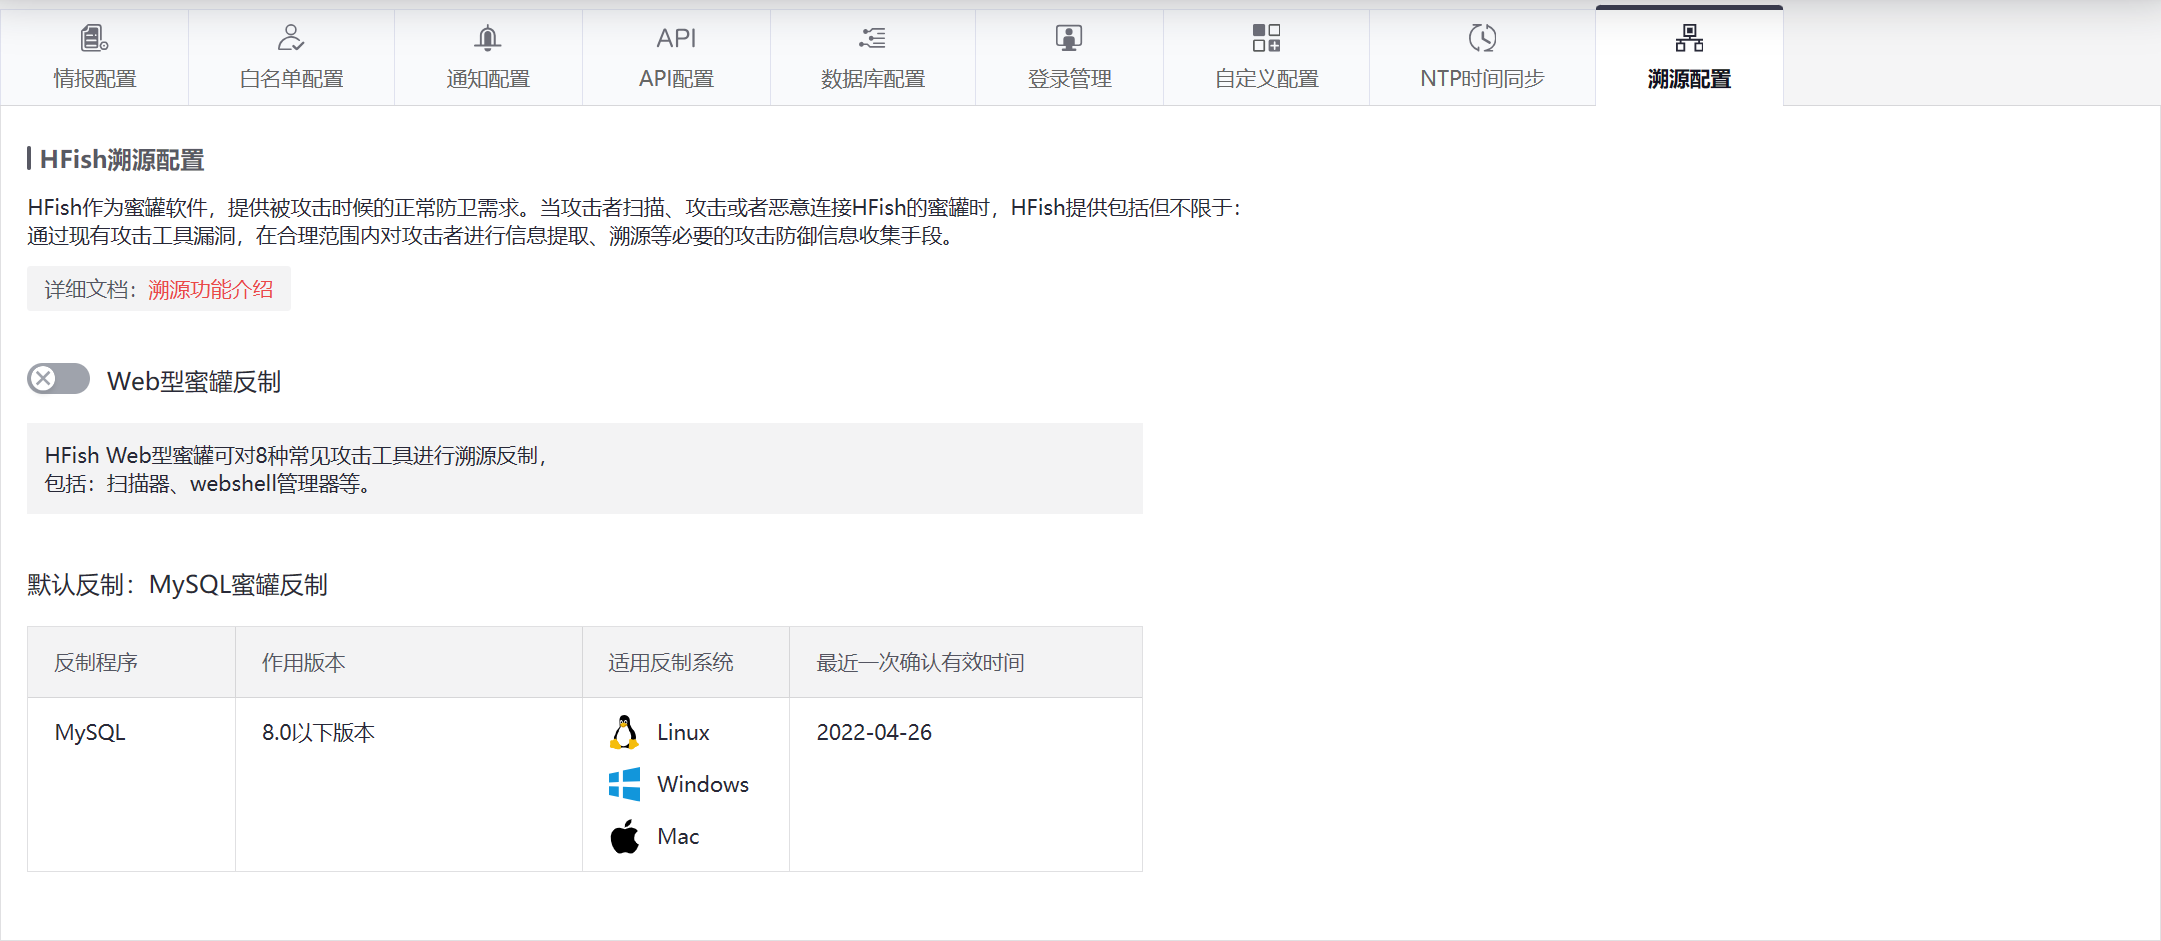 API
情报配置
白名单配置
通知配置
API配置
数据库配置
登录管理
自定义配置
NTP时间同步
溯源配置
HFish溯源配置
HFish作为蜜罐软件，提供被攻击时候的正常防卫需求。当攻击者扫描、攻击或者恶意连接HFish的蜜罐时，HFish提供包括但不限于：
通过现有攻击工具漏洞，在合理范围内对攻击者进行信息提取、溯源等必要的攻击防御信息收集手段。
详细文档：溯源功能介绍
Web型蜜罐反制
HFish Web型蜜罐可对8种常见攻击工具进行溯源反制，
包括：扫描器、webshell管理器等。
默认反制：MySQL蜜罐反制
反制程序
作用版本
适用反制系统
最近一次确认有效时间
MySQL
8.0以下版本
Linux
2022-04-26
Windows
Mac